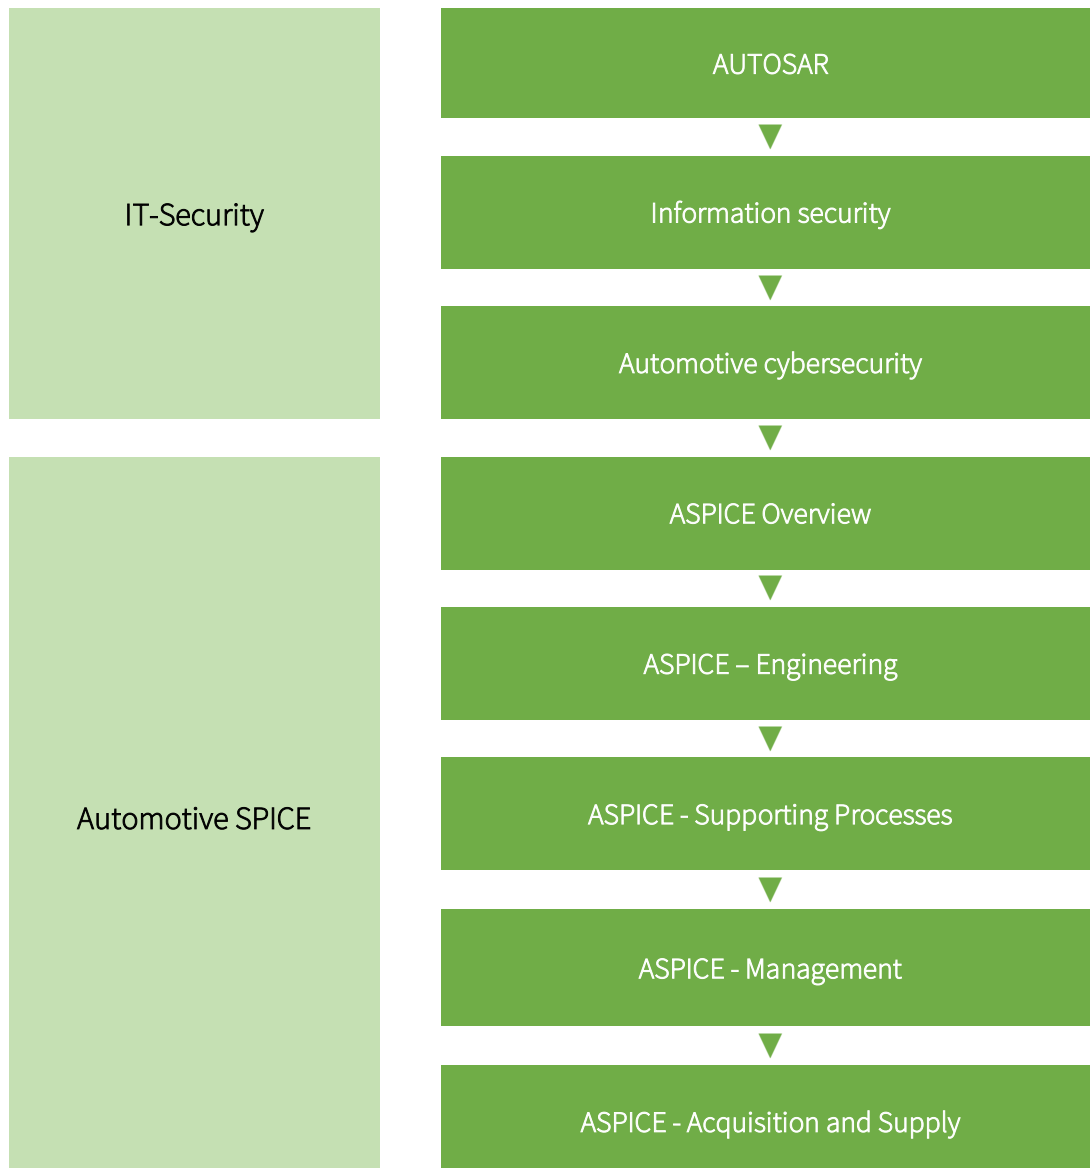 IT-Security
AUTOSAR
Information security
Automotive cybersecurity
Automotive SPICE
ASPICE Overview
ASPICE – Engineering
ASPICE - Supporting Processes
ASPICE - Management
ASPICE - Acquisition and Supply